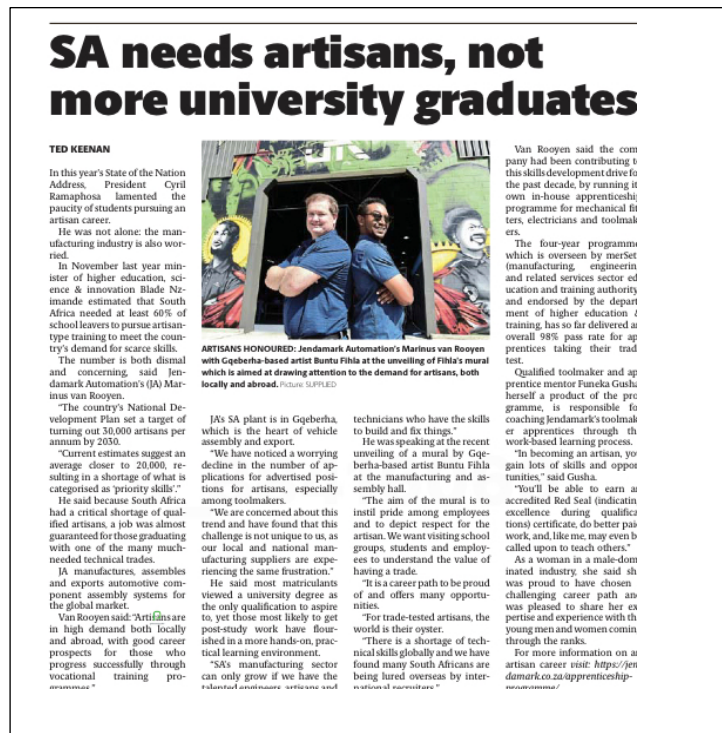 SA needs artisans, not
more university graduates
TED KEENAN
In this year's State of the Nation
Address, President Cyril
Ramaphosa lamented the
paucity of students pursuing an
artisan career.
He was not alone: the man-
ufacturing industry is also wor-
ried.
In November last year min-
ister of higher education, sci-
ence & innovation Blade Nz-
imande estimated that South
Africa needed at least 60% of
school leavers to pursue artisan-
type training to meet the coun-
try's demand for scarce skills.
The number is both dismal
and concerning, said Jen-
damark Automation's (JA) Mar-
inus van Rooyen.
"The country's National De-
velopment Plan set a target of
turning out 30,000 artisans per
annum by 2030.
"Current estimates suggest an
average closer to 20,000, re-
sulting in a shortage of what is
categorised as 'priority skills'."
He said because South Africa
had a critical shortage of qual-
ified artisans, a job was almost
guaranteed for those graduating
with one of the many much-
needed technical trades.
JA manufactures, assembles
and exports automotive com-
ponent assembly systems for
the global market.
Van Rooyen said: "Artisans are
in high demand both locally
and abroad, with good career
prospects for those who
progress successfully through
vocational training pro-
grammes."
ARTISANS HONOURED: Jendamark Automation's Marinus van Rooyen
with Gqeberha-based artist Buntu Fihla at the unveiling of Fihla's mural
which is aimed at drawing attention to the demand for artisans, both
locally and abroad. Picture: SUPPLIED
JA's SA plant is in Gqeberha,
which is the heart of vehicle
assembly and export.
"We have noticed a worrying
decline in the number of ap-
plications for advertised posi-
tions for artisans, especially
among toolmakers.
"We are concerned about this
trend and have found that this
challenge is not unique to us, as
our local and national man-
ufacturing suppliers are expe-
riencing the same frustration."
He said most matriculants
viewed a university degree as
the only qualification to aspire
to, yet those most likely to get
post-study work have flour-
ished in a more hands-on, prac-
tical learning environment.
"SA's manufacturing sector
can only grow if we have the
talented engineers, artisans and
technicians who have the skills
to build and fix things."
He was speaking at the recent
unveiling of a mural by Gqe-
berha-based artist Buntu Fihla
at the manufacturing and as-
sembly hall.
"The aim of the mural is to
instil pride among employees
and to depict respect for the
artisan. We want visiting school
groups, students and employ-
ees to understand the value of
having a trade.
"It is a career path to be proud
of and offers many opportu-
nities.
"For trade-tested artisans, the
world is their oyster.
"There is a shortage of tech-
nical skills globally and we have
found many South Africans are
being lured overseas by inter-
national recruiters."
Van Rooyen said the com
pany had been contributing t
this skills development drive fo
the past decade, by running it
own in-house apprenticeship
programme for mechanical fit
ters, electricians and toolmak
ers.
The four-year programme
which is overseen by merSet
(manufacturing, engineerin
and related services sector ed
ucation and training authority
and endorsed by the depart
ment of higher education &
training, has so far delivered a
overall 98% pass rate for ap
prentices taking their trad
test.
Qualified toolmaker and ap
prentice mentor Funeka Gusha
herself a product of the pro
gramme, is responsible fo
coaching Jendamark's toolmak
er apprentices through th
work-based learning process.
"In becoming an artisan, you
gain lots of skills and oppor
tunities," said Gusha.
"You'll be able to earn a
accredited Red Seal (indicatin
excellence during qualifica
tions) certificate, do better paid
work, and, like me, may even b
called upon to teach others."
As a woman in a male-dom
inated industry, she said sh
was proud to have chosen
challenging career path an
was pleased to share her ex
pertise and experience with th
young men and women comin
through the ranks.
For more information on a
artisan career visit: https://jen
damark.co.za/apprenticeship-
programme/